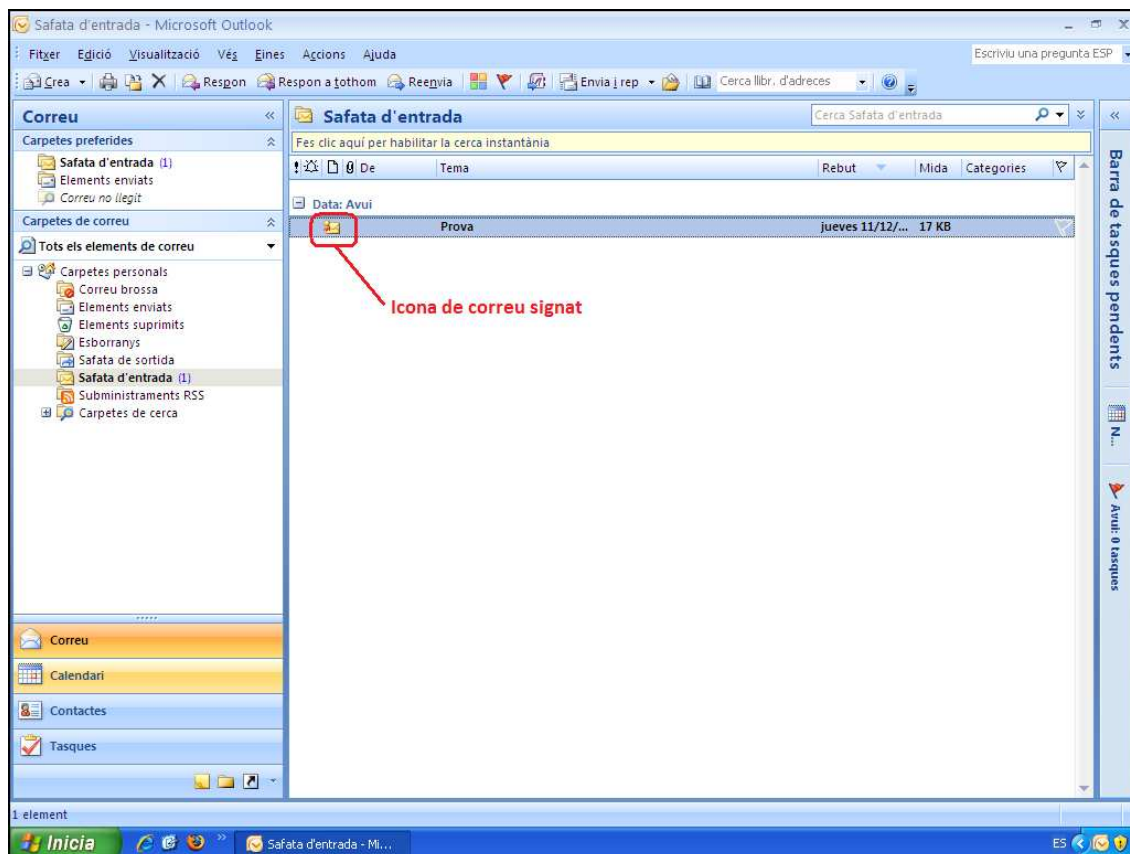 Safata d'entrada - Microsoft Outlook
Fitxer Edició Visualització Vés Eines Accions Ajuda
Escriviu una pregunta ESP
Crea Respon Respon a tothom Reenvia Envia i rep Cerca llibr. d'adreces
Correu
Carpetes preferides
Safata d'entrada (1)
Elements enviats
Correu no llegit
Carpetes de correu
Tots els elements de correu
Carpetes personals
Correu brossa
Elements enviats
Elements suprimits
Esborranys
Safata de sortida
Safata d'entrada (1)
Subministraments RSS
Carpetes de cerca
Correu
Calendari
Contactes
Tasques
Safata d'entrada
Cerca Safata d'entrada
Fes clic aquí per habilitar la cerca instantània
De Tema Rebut Mida Categories
Data: Avui
Prova jueves 11/12/... 17 KB
Icona de correu signat
Barra de tasques pendents
N...
Avui: 0 tasques
1 element
Inicia
Safata d'entrada - Mi...
ES